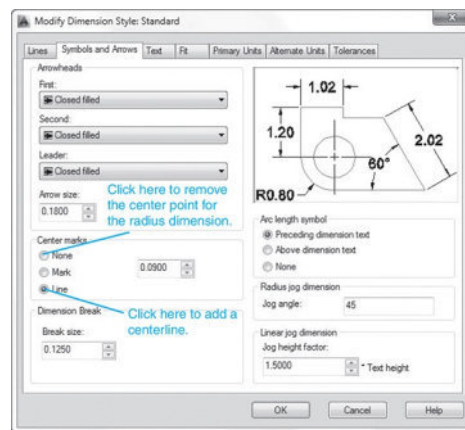 Modify Dimension Style: Standard
Lines Symbols and Arrows Text Fit Primary Units Alternate Units Tolerances
Arrowheads
First:
Closed filled
Second:
Closed filled
Leader:
Closed filled
Arrow size:
0.1800
Click here to remove
the center point for
the radius dimension.
Center marks
None
Mark
0.0900
Line
Click here to add a
centerline.
Dimension Break
Break size:
0.1250
1.02
1.20
2.02
60°
R0.80
Arc length symbol
Preceding dimension text
Above dimension text
None
Radius jog dimension
Jog angle: 45
Linear jog dimension
Jog height factor:
1.5000 * Text height
OK Cancel Help